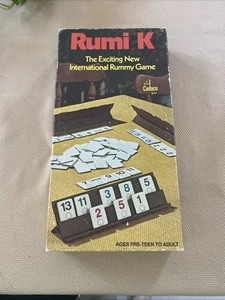 Rumi K
The Exciting New
International Rummy Game
Cadaco
13 11 8 13 5
2 5 1
AGES PRE-TEEN TO ADULT